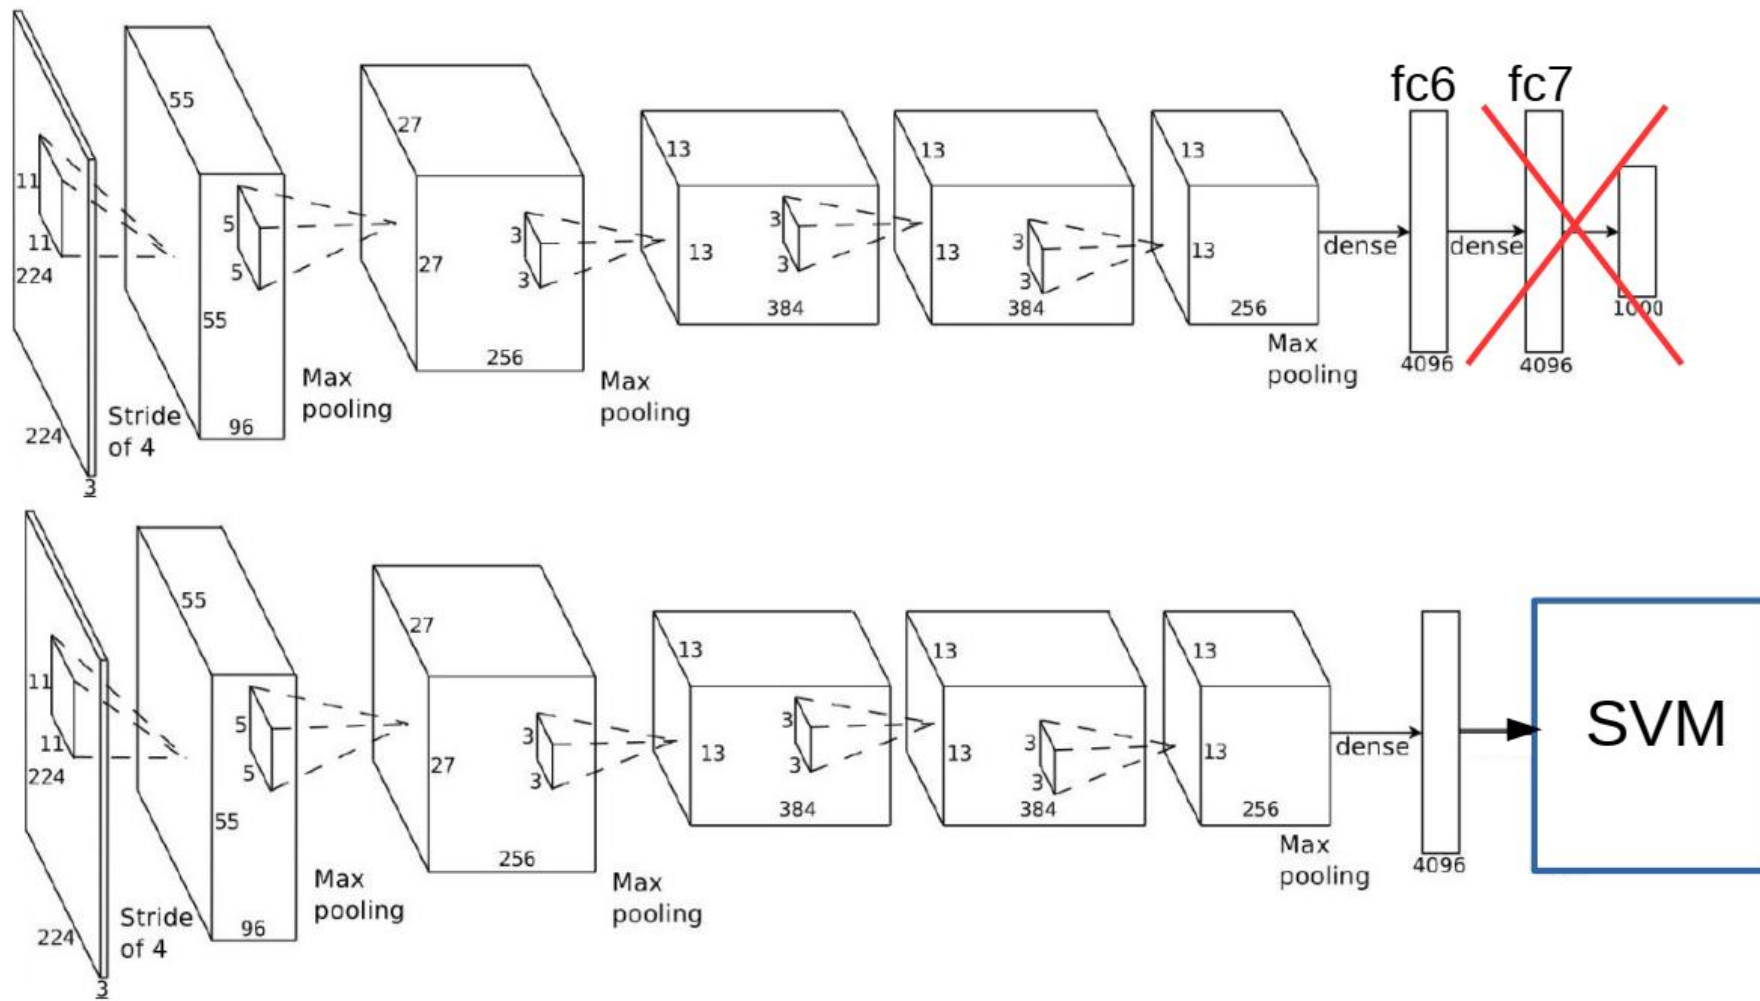 fc6
fc7
55
27
13
13
13
11
5
3
3
3
11
5
3
3
3
224
55
27
13
13
13
dense
dense
96
256
384
384
256
4096
4096
1000
224
3
Stride
of 4
Max
pooling
Max
pooling
Max
pooling
55
27
13
13
13
11
5
3
3
3
11
5
3
3
3
224
55
27
13
13
13
dense
SVM
96
256
384
384
256
4096
224
3
Stride
of 4
Max
pooling
Max
pooling
Max
pooling